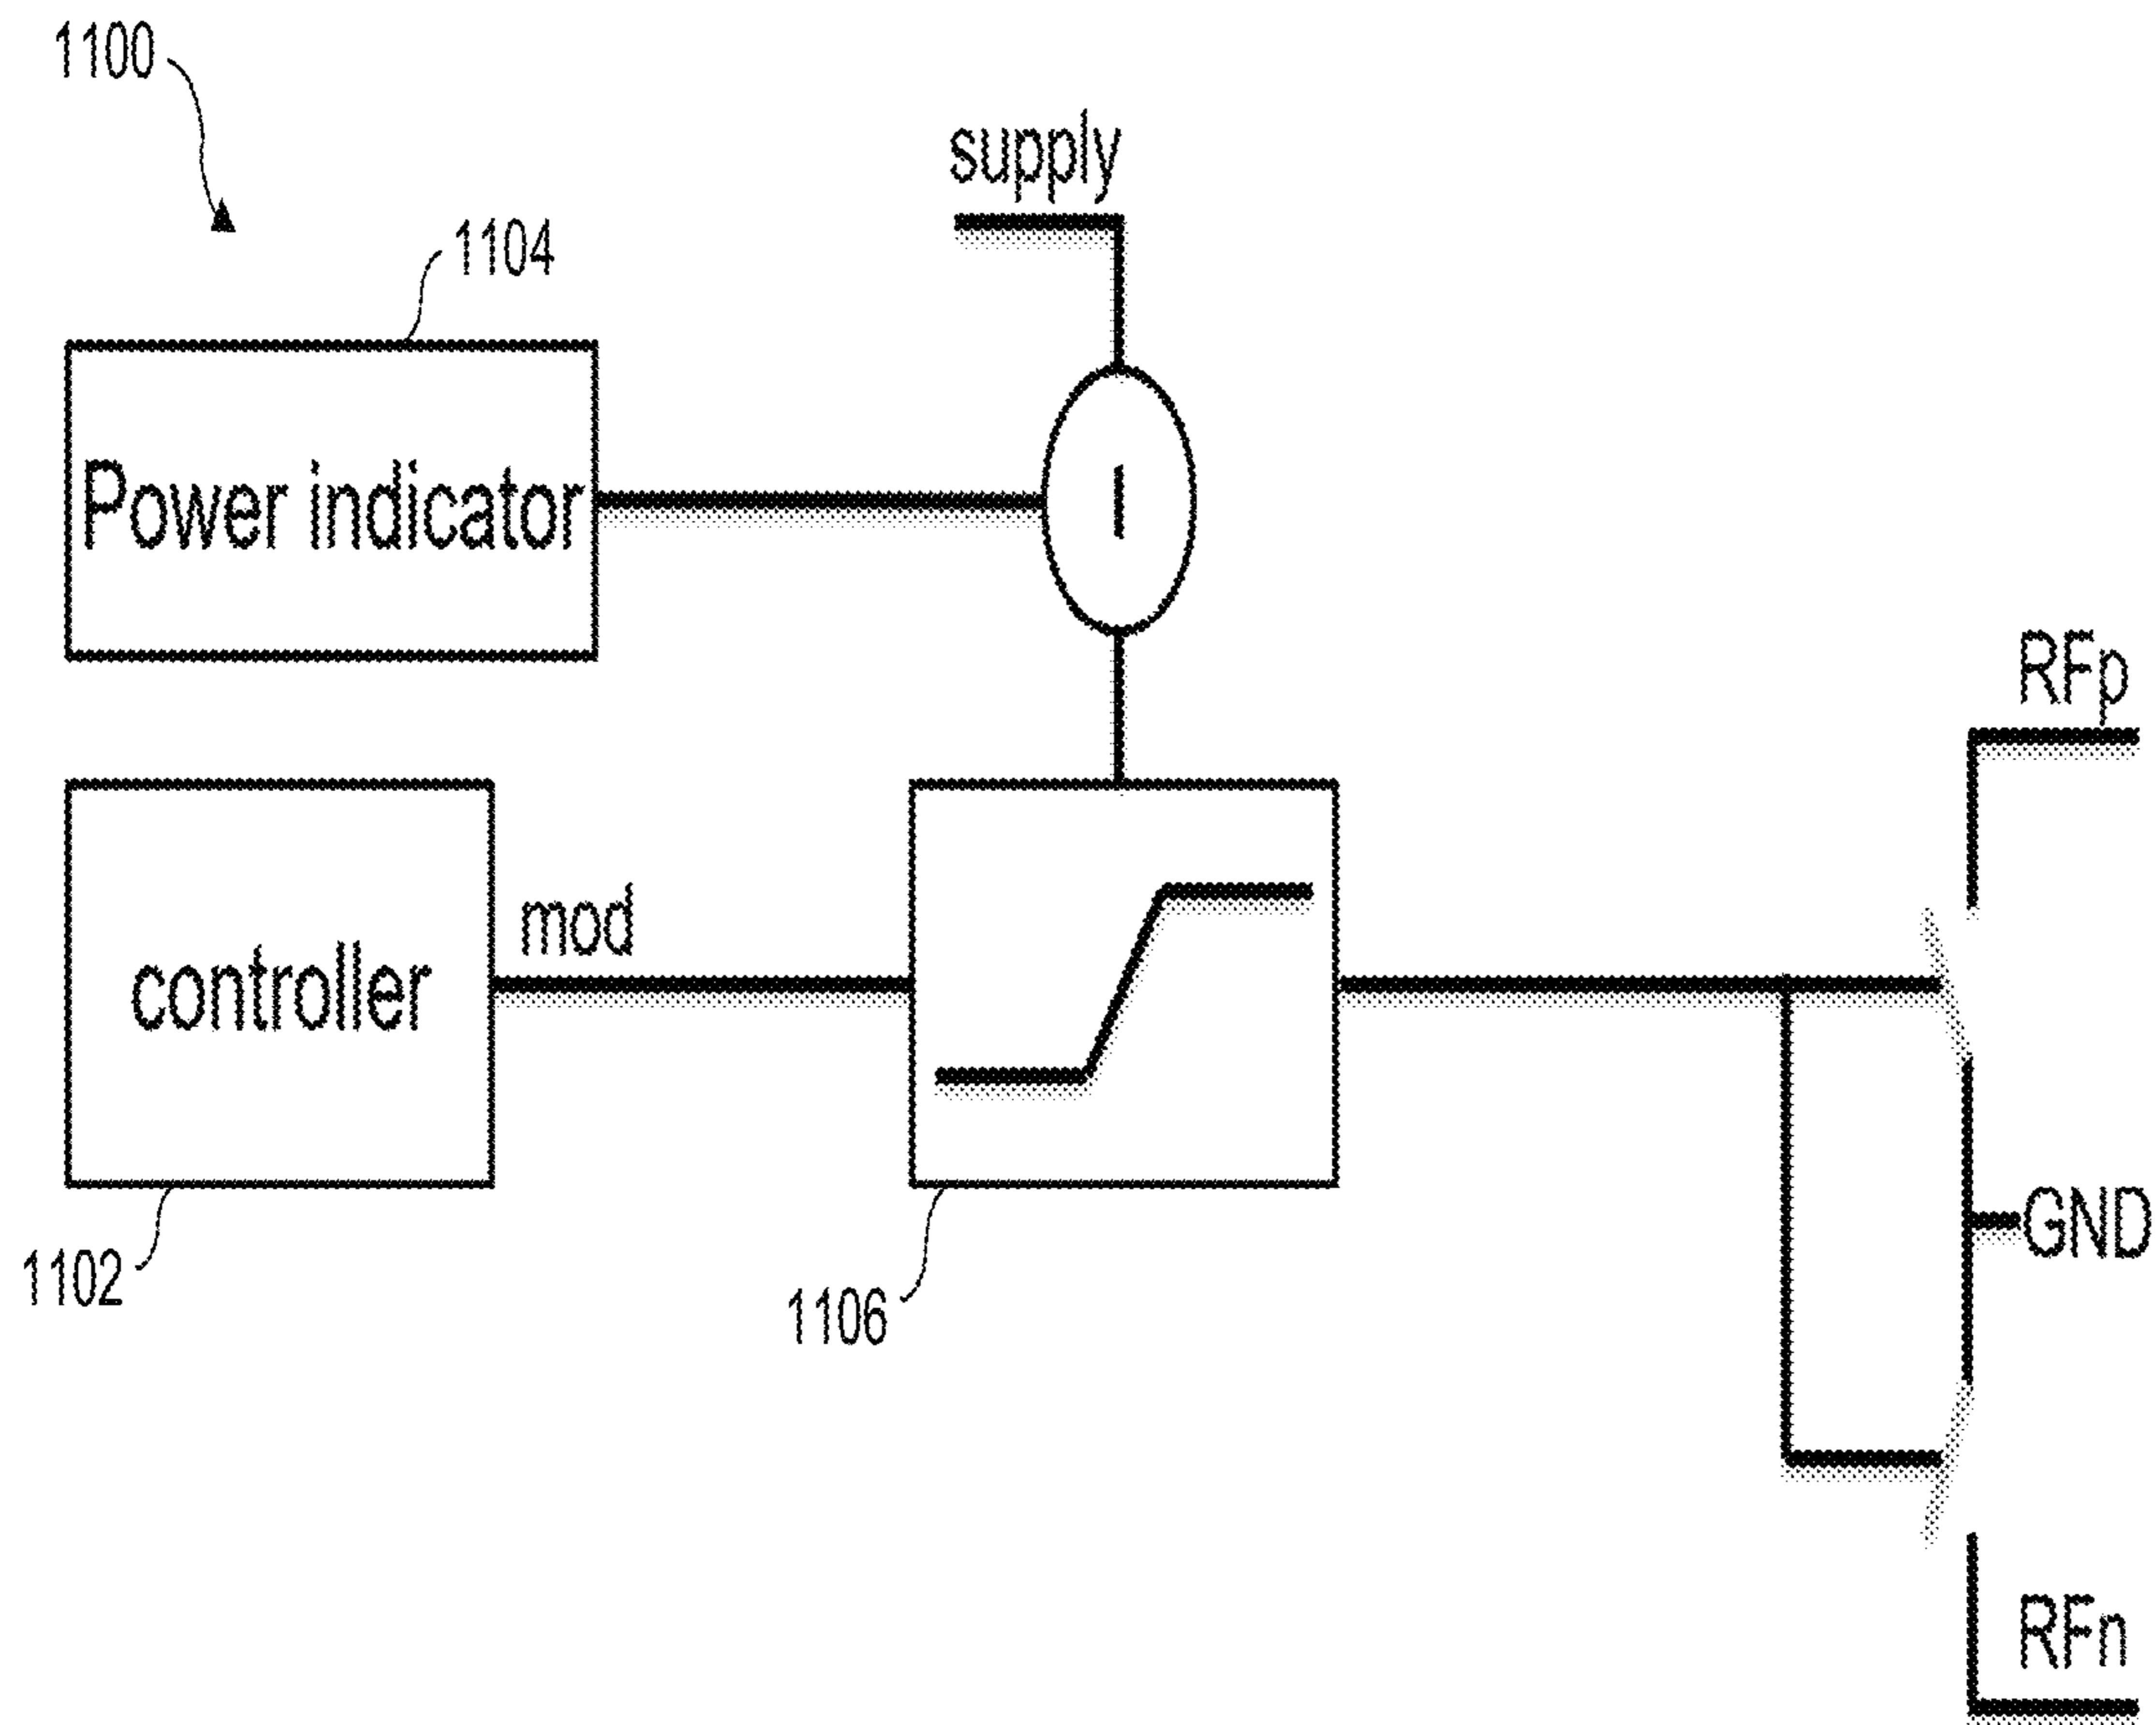 1100
supply
1104
Power indicator
I
RFp
mod
controller
GND
1102
1106
RFn